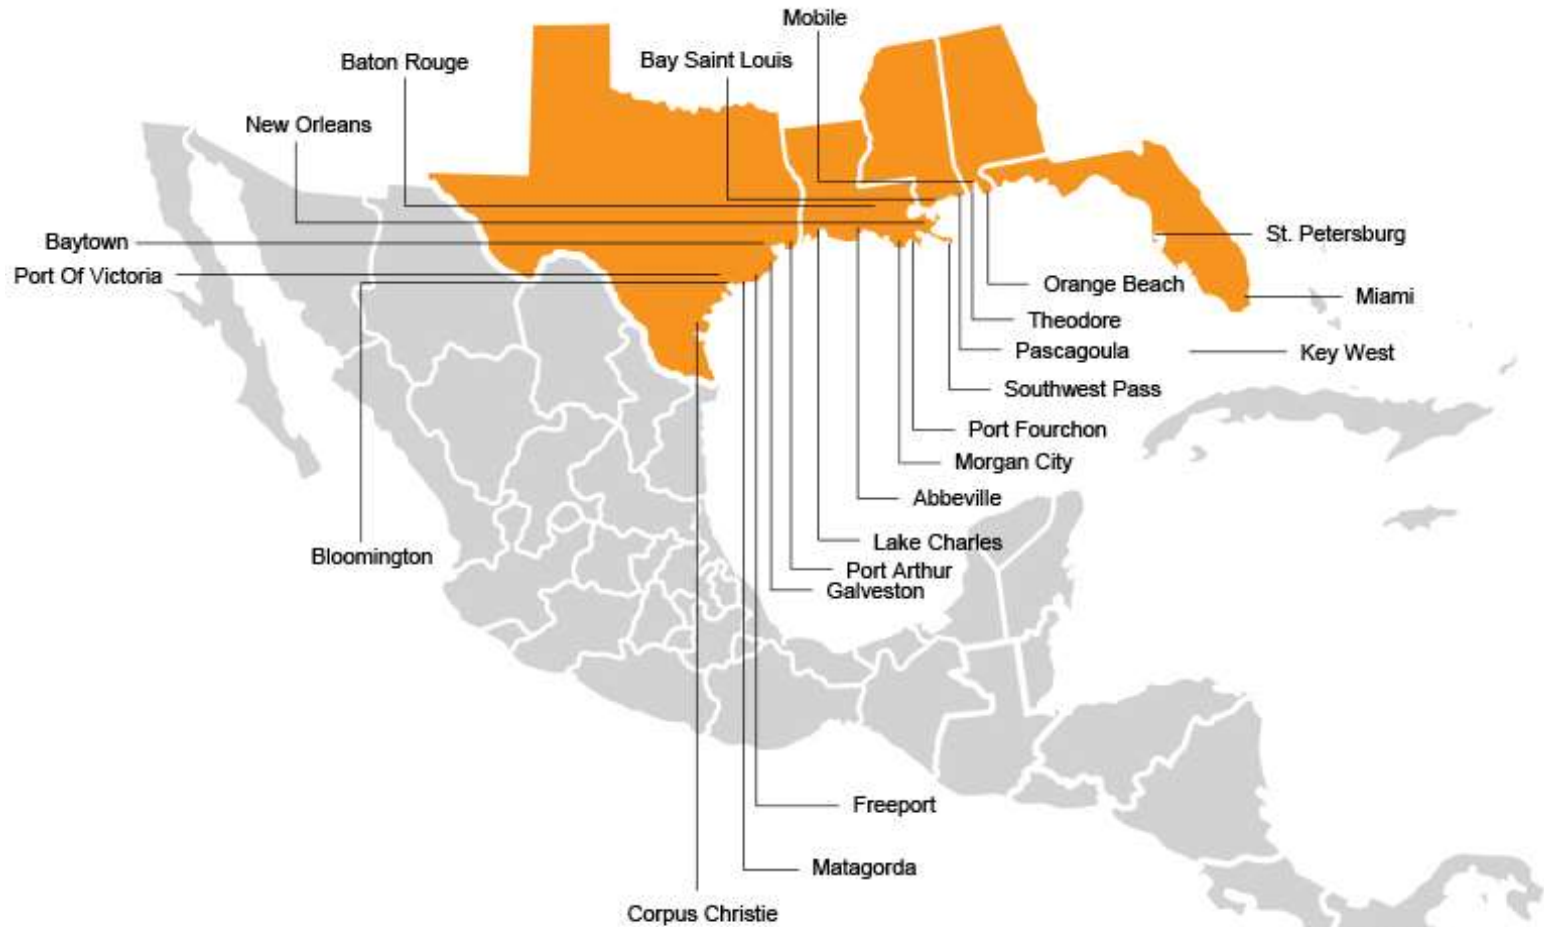 Mobile
Baton Rouge
Bay Saint Louis
New Orleans
Baytown
St. Petersburg
Port Of Victoria
Orange Beach
Miami
Theodore
Pascagoula
Key West
Southwest Pass
Port Fourchon
Morgan City
Abbeville
Bloomington
Lake Charles
Port Arthur
Galveston
Freeport
Matagorda
Corpus Christie